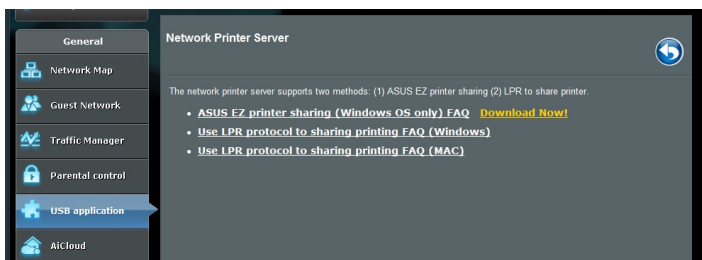 General
Network Map
Guest Network
Traffic Manager
Parental control
USB application
AiCloud
Network Printer Server
The network printer server supports two methods: (1) ASUS EZ printer sharing (2) LPR to share printer.
ASUS EZ printer sharing (Windows OS only) FAQ Download Now!
Use LPR protocol to sharing printing FAQ (Windows)
Use LPR protocol to sharing printing FAQ (MAC)